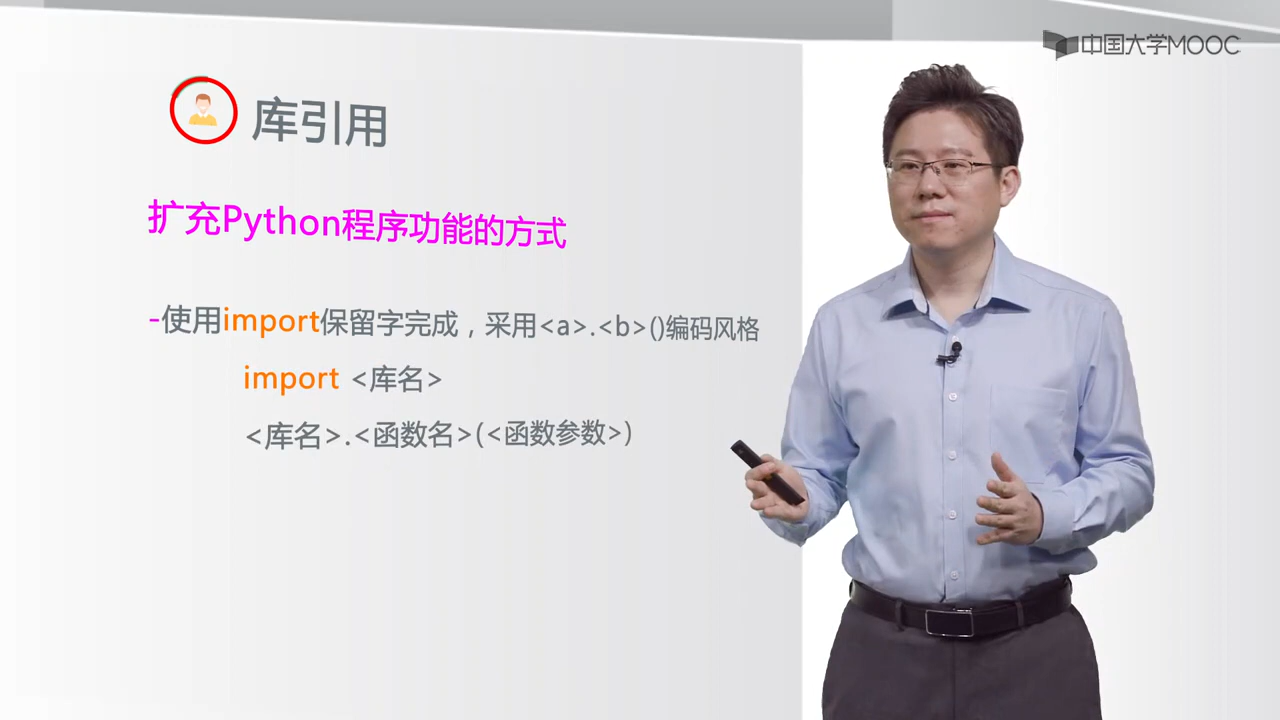 中国大学MOOC
库引用
扩充Python程序功能的方式
-使用import保留字完成，采用<a>.<b>()编码风格
import <库名>
<库名>.<函数名>(<函数参数>)